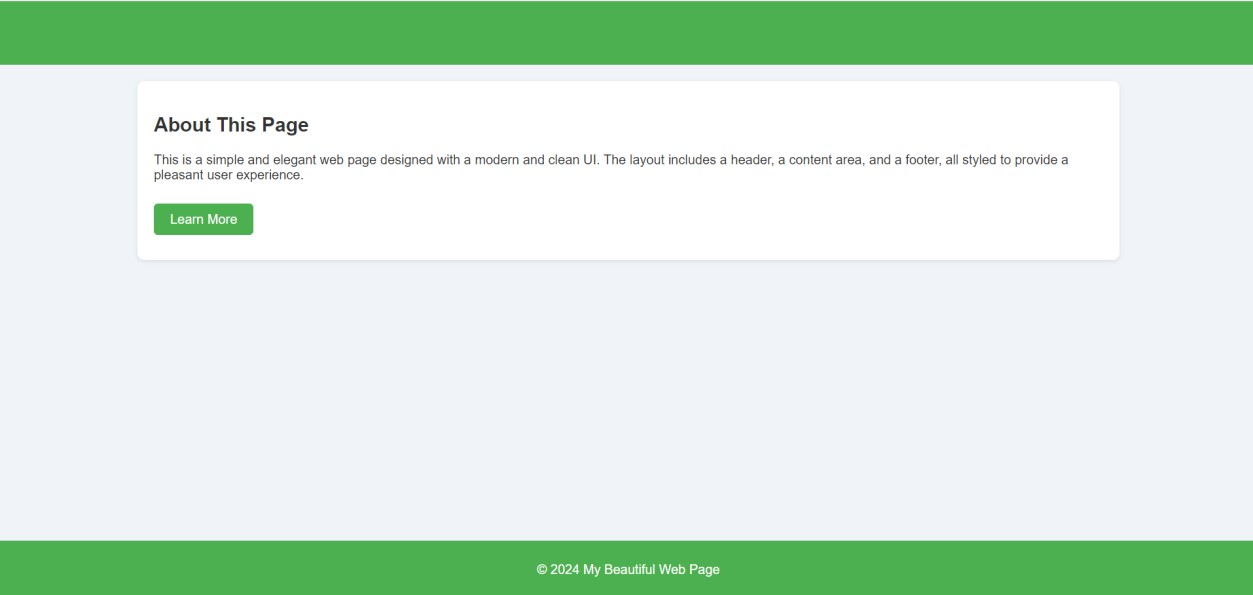 About This Page
This is a simple and elegant web page designed with a modern and clean UI. The layout includes a header, a content area, and a footer, all styled to provide a
pleasant user experience.
Learn More
© 2024 My Beautiful Web Page